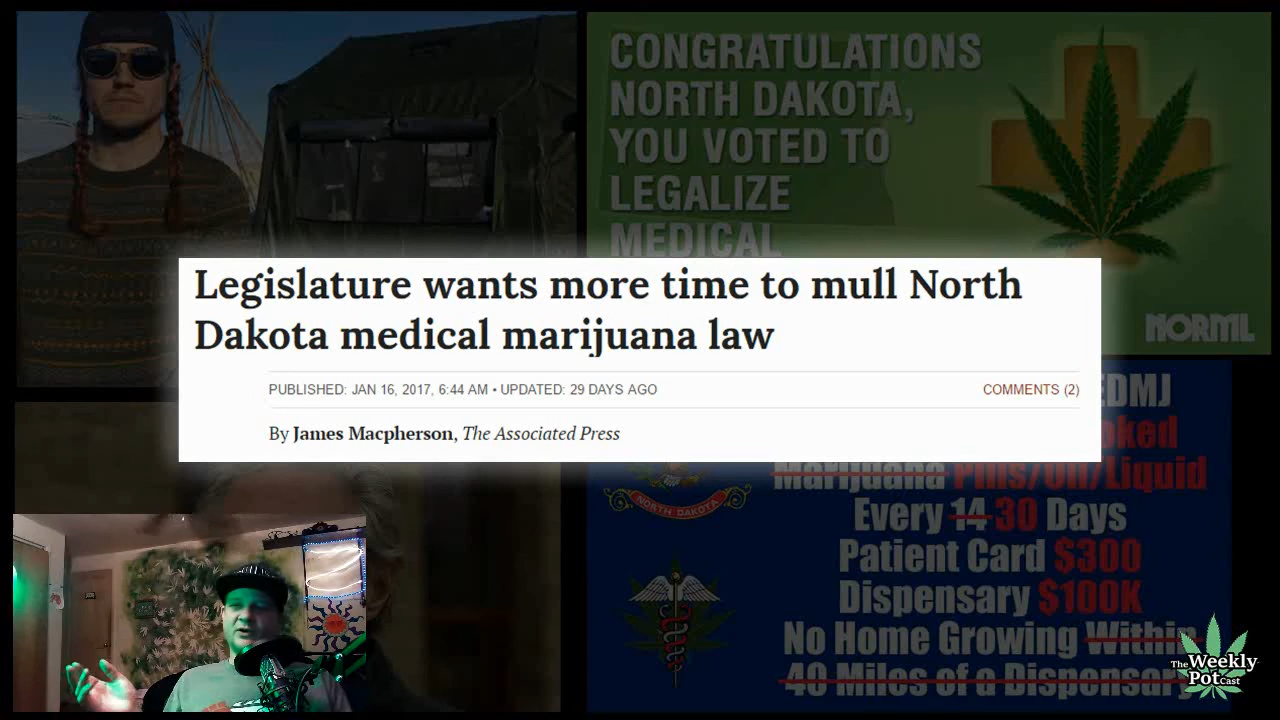 CONGRATULATIONS
NORTH DAKOTA,
YOU VOTED TO
LEGALIZE
MEDICAL
NORML
Legislature wants more time to mull North
Dakota medical marijuana law
PUBLISHED: JAN 16, 2017, 6:44 AM • UPDATED: 29 DAYS AGO
COMMENTS (2)
By James Macpherson, The Associated Press
EDMJ
oked
Marijuana Pills/Oil/Liquid
NORTH DAKOTA
Every 14 30 Days
Patient Card $300
Dispensary $100K
No Home Growing Within
40 Miles of a Dispensary
The Weekly
Potcast